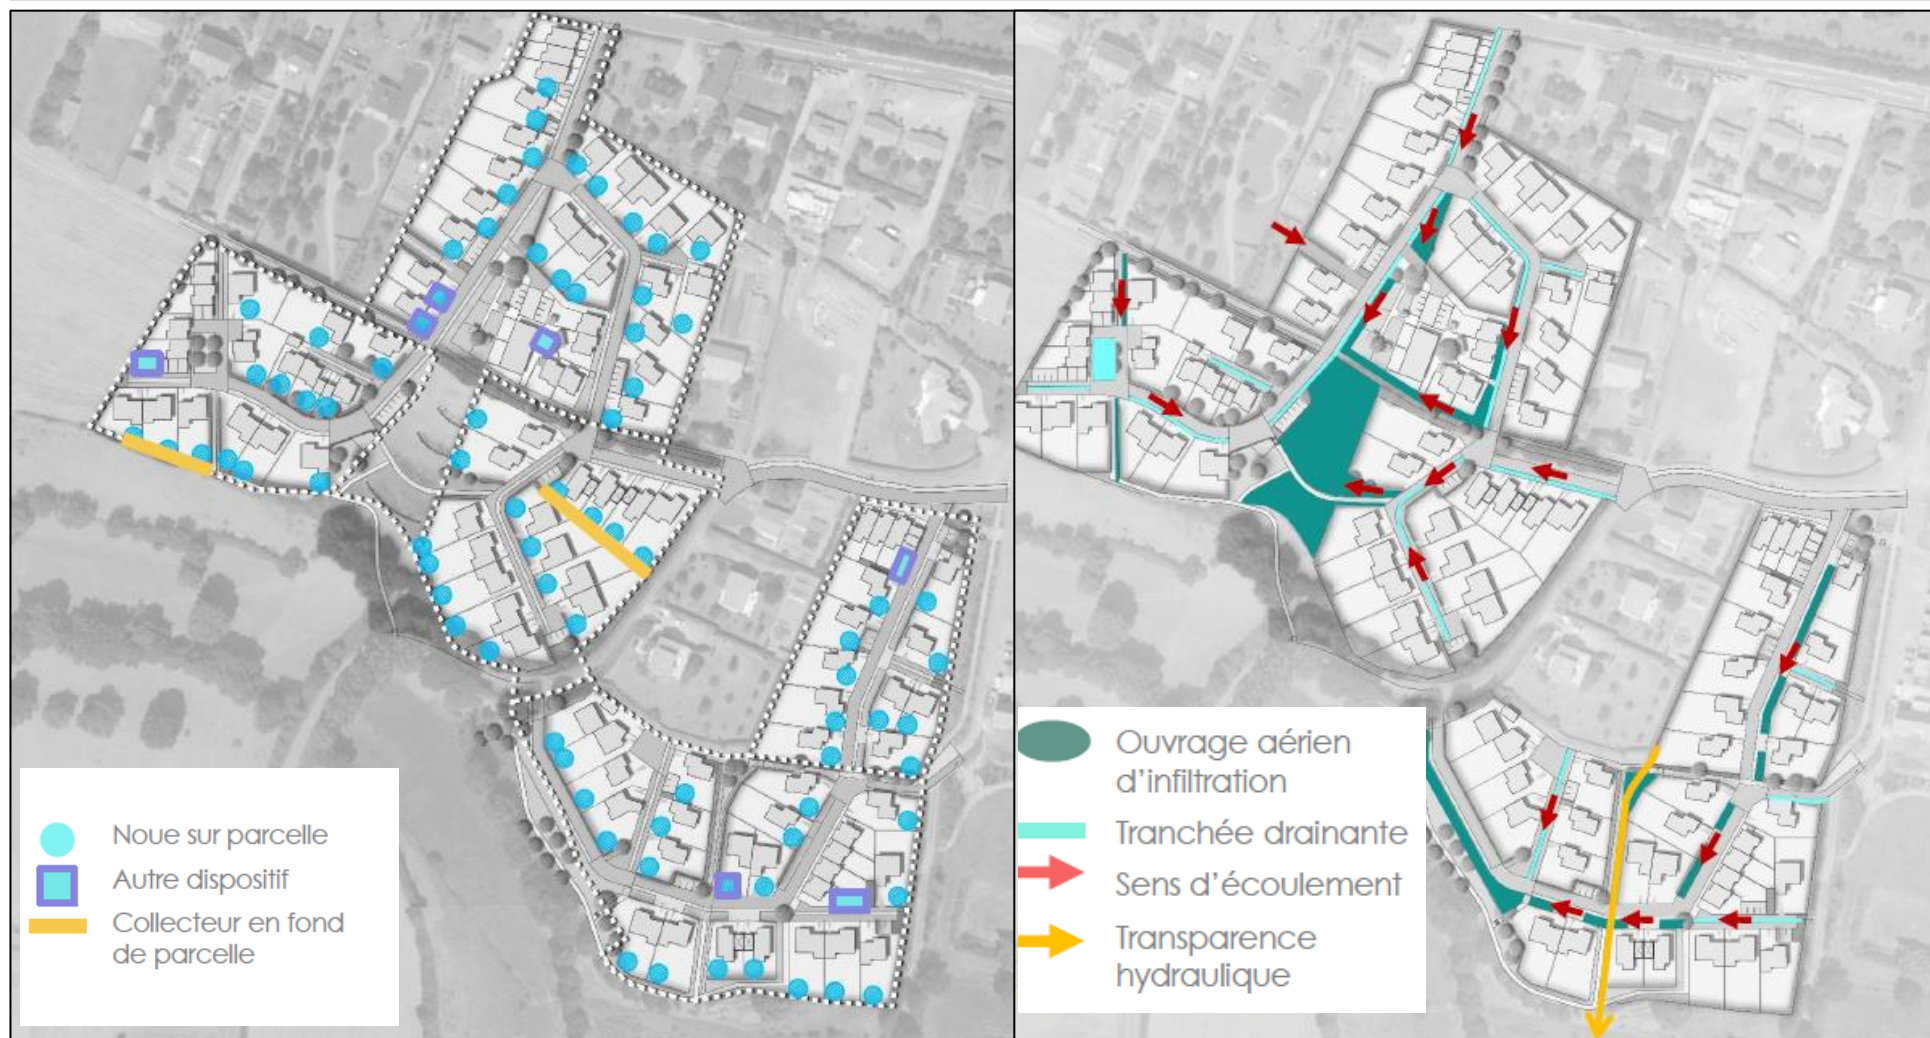 Noue sur parcelle
Autre dispositif
Collecteur en fond
de parcelle
Ouvrage aérien
d'infiltration
Tranchée drainante
Sens d'écoulement
Transparence
hydraulique